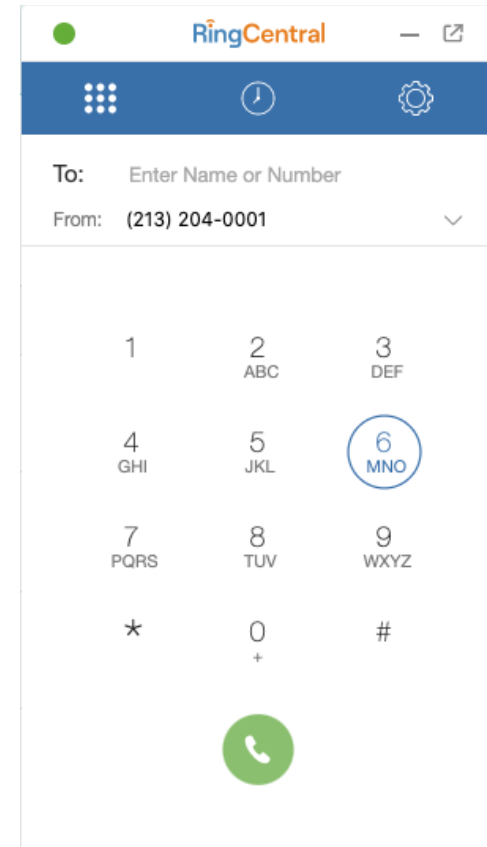 RingCentral
To: Enter Name or Number
From: (213) 204-0001
1 2 3
ABC DEF
4 5 6
GHI JKL MNO
7 8 9
PQRS TUV WXYZ
* 0 #
+